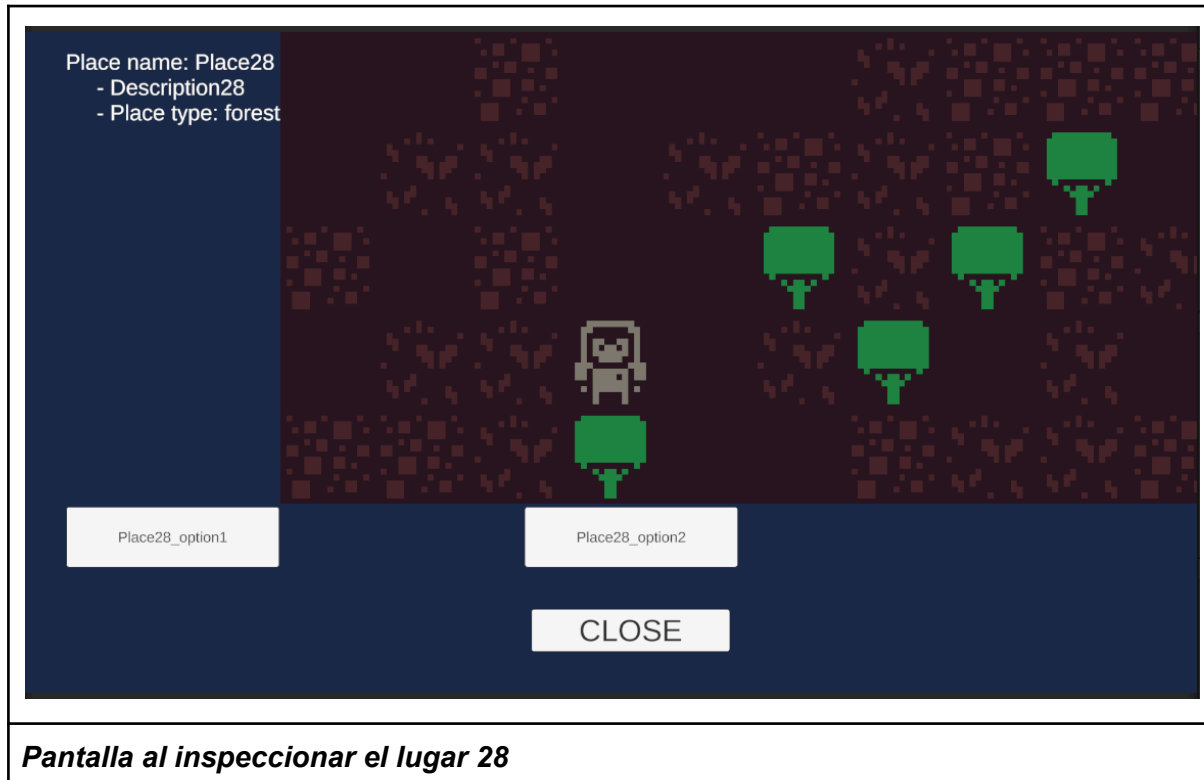 Place name: Place28
- Description28
- Place type: forest
Place28_option1
Place28_option2
CLOSE
Pantalla al inspeccionar el lugar 28